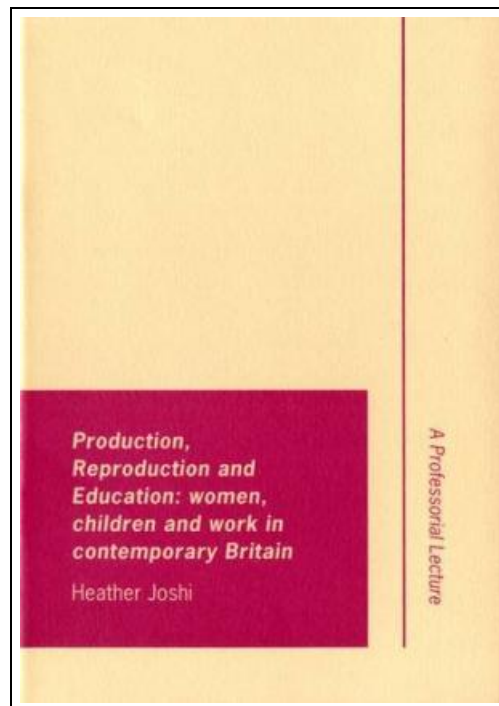 Production,
Reproduction and
Education: women,
children and work in
contemporary Britain
Heather Joshi
A Professorial Lecture